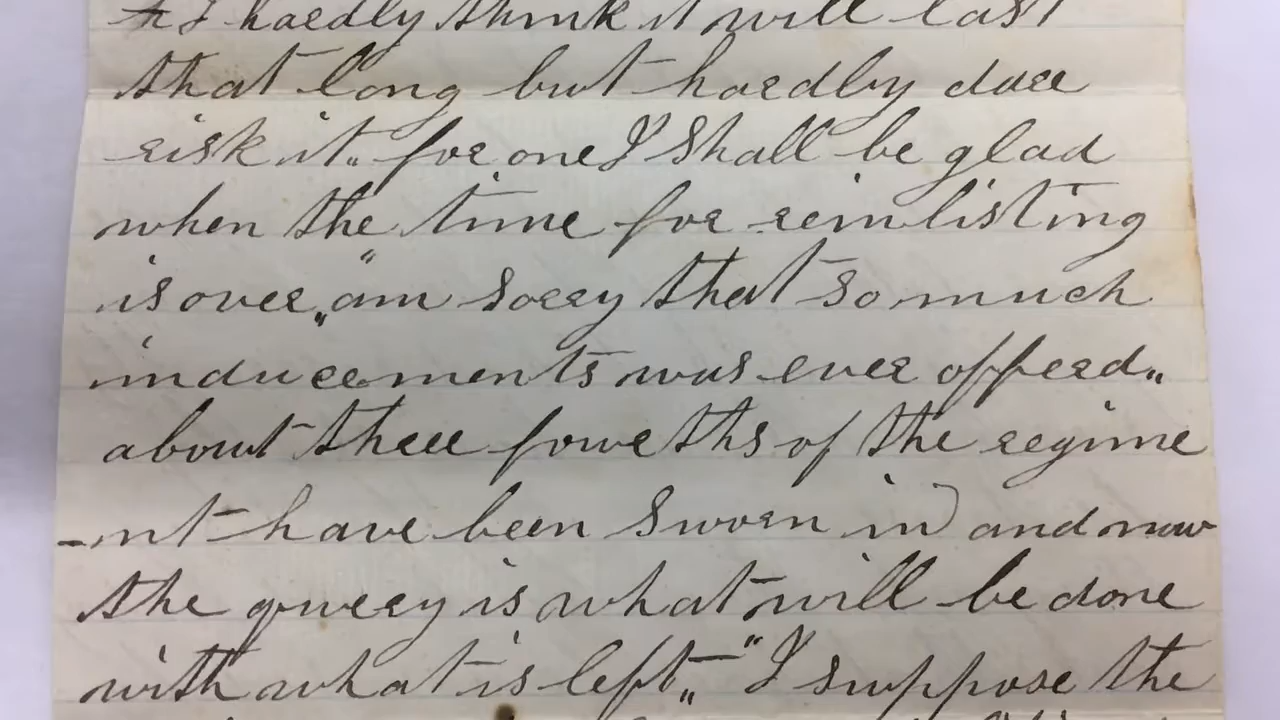 I hardly think it will last
that long but hardly dare
risk it„ for one I shall be glad
when the time for reinlisting
is over„ "am sorry that so much
inducements was ever offerd„
about three fourths of the regime
-nt have been sworn in and now
the query is what will be done
with what is left„ "I suppose the